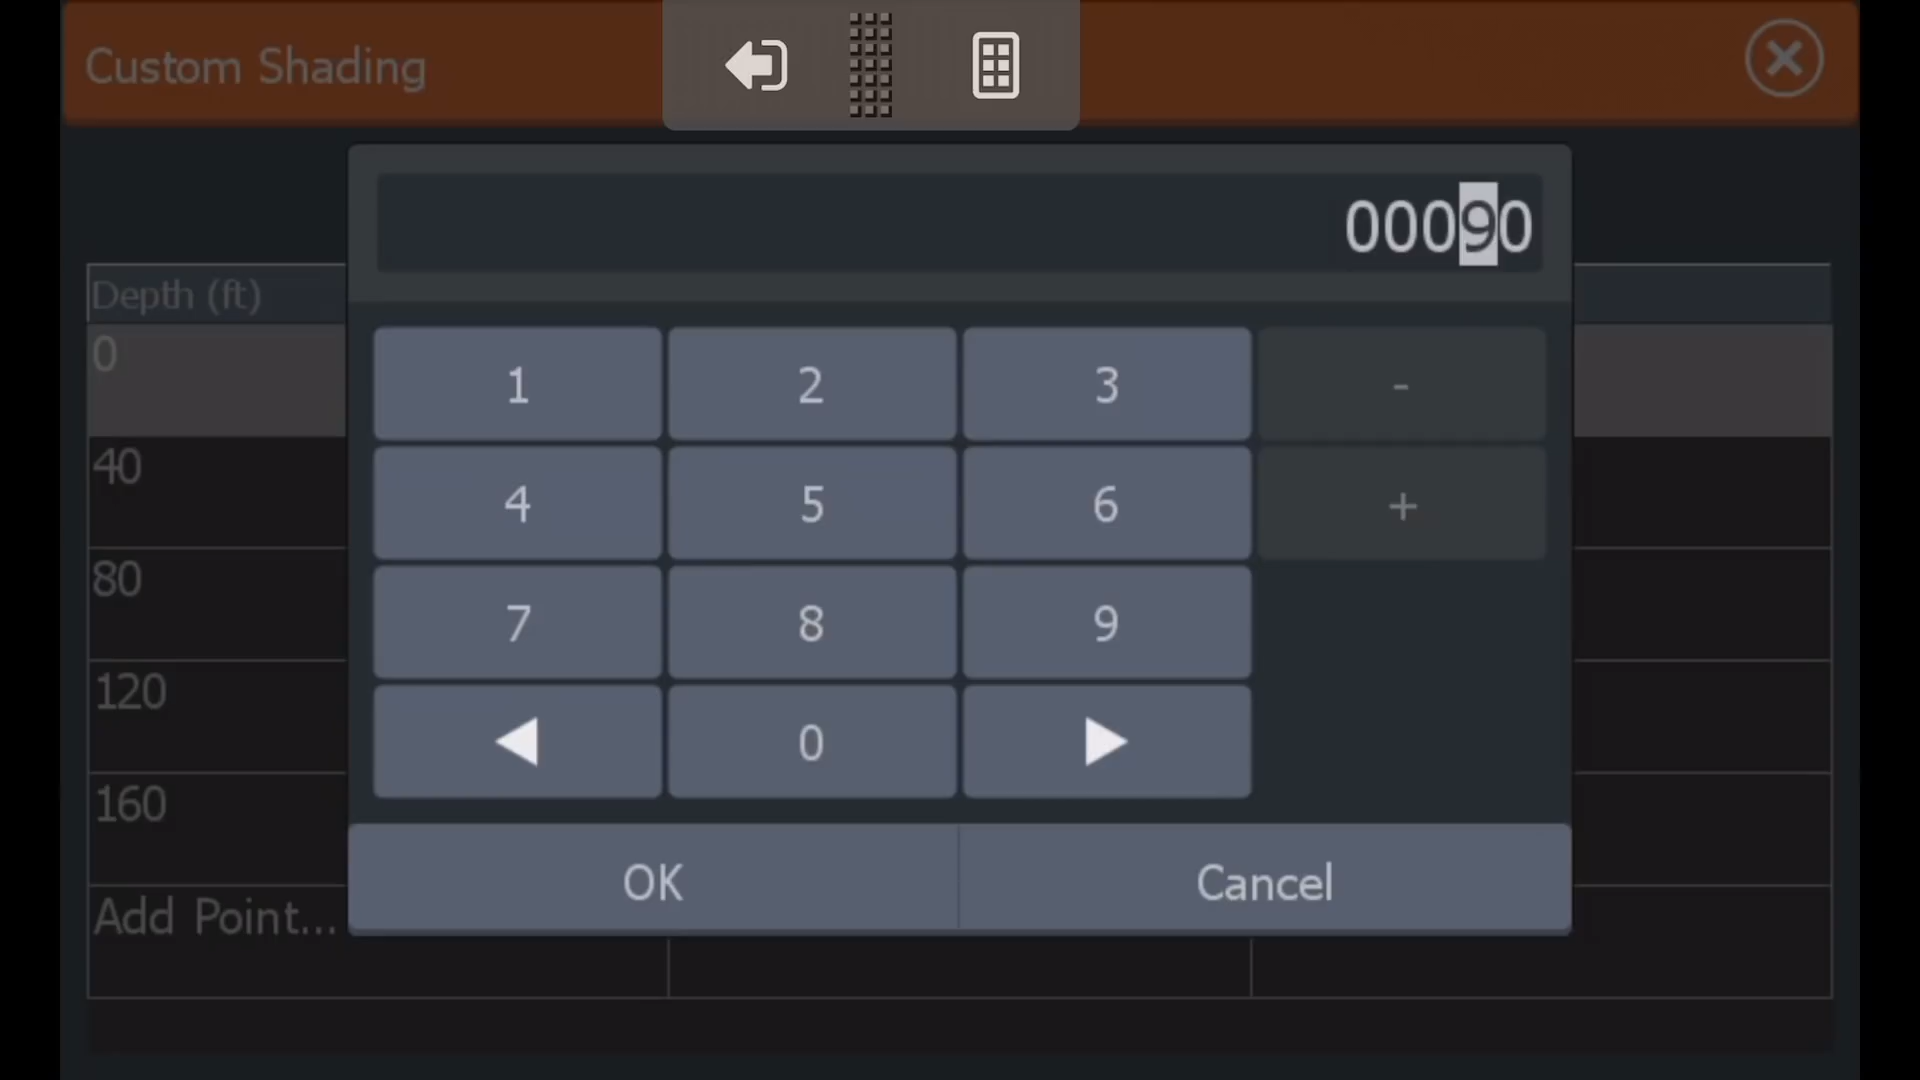 Custom Shading
00090
Depth (ft)
0
40
80
120
160
Add Point...
1 2 3 -
4 5 6 +
7 8 9
0
OK Cancel